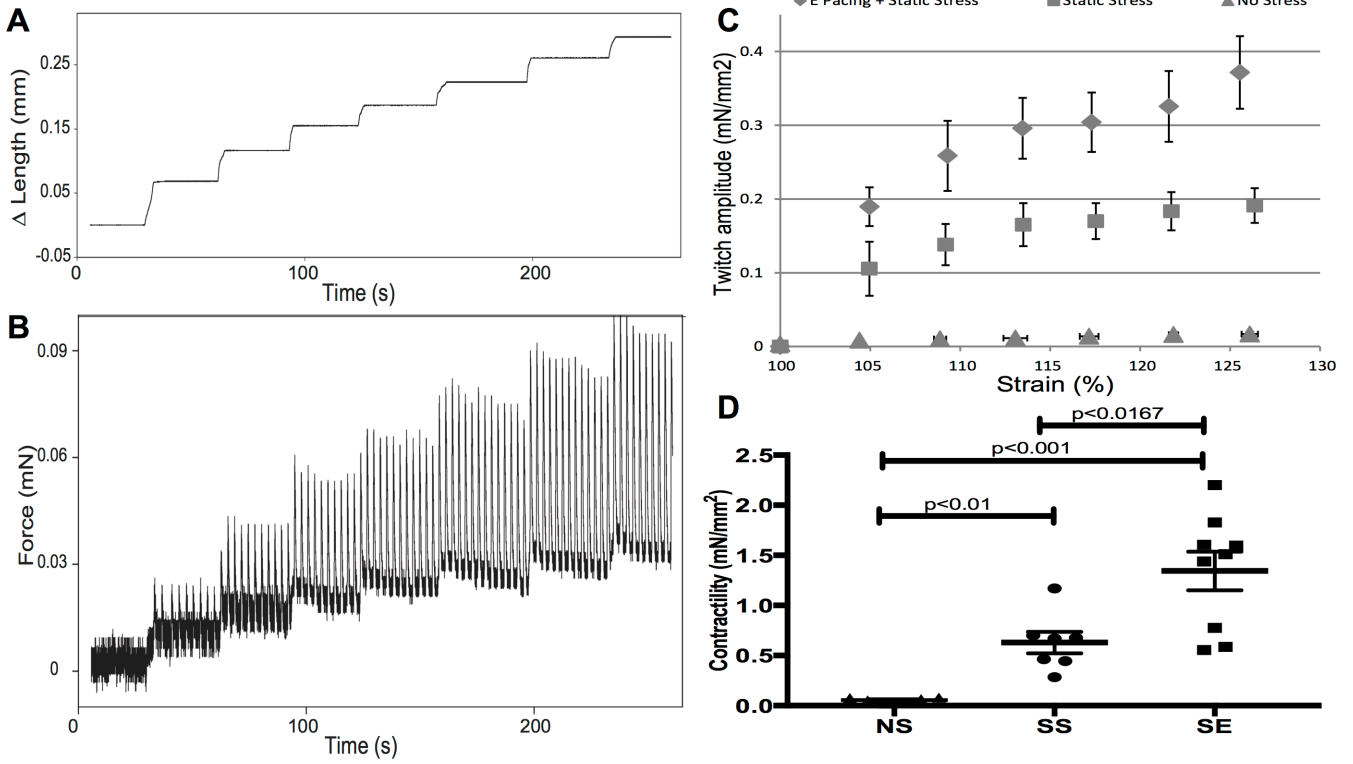 A
Δ Length (mm)
0.25
0.15
0.05
-0.05
0
100
200
Time (s)
B
Force (mN)
0.09
0.06
0.03
0
0
100
200
Time (s)
C
E Pacing + Static Stress
Static Stress
No Stress
Twitch amplitude (mN/mm2)
0.4
0.3
0.2
0.1
0
100
105
110
115
120
125
130
Strain (%)
D
p<0.0167
p<0.001
p<0.01
Contractility (mN/mm²)
2.5
2.0
1.5
1.0
0.5
0.0
NS
SS
SE